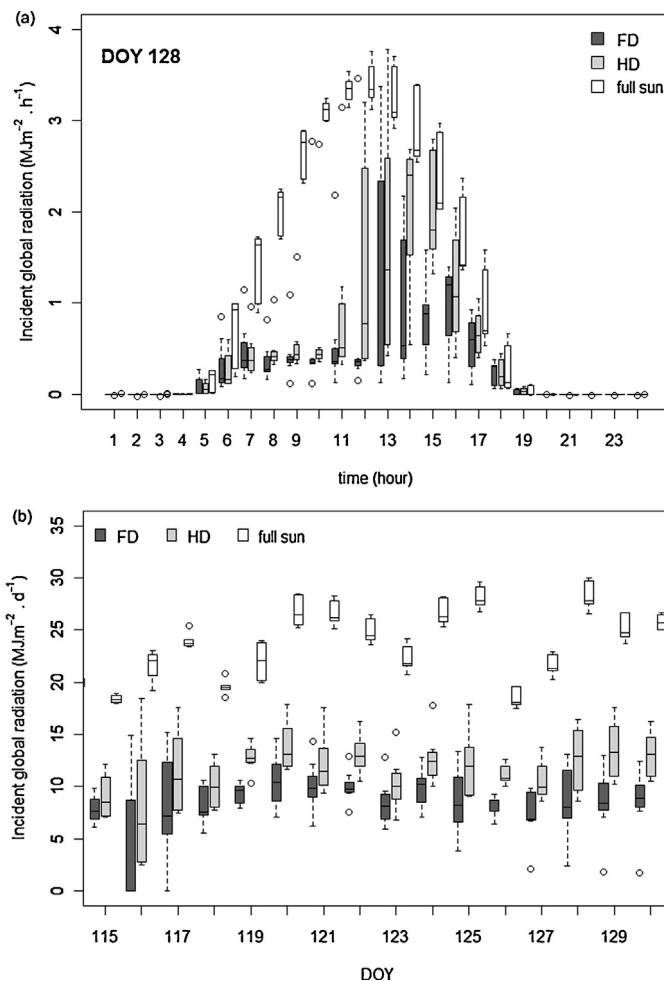 (a)
DOY 128
FD
HD
full sun
Incident global radiation (MJm⁻² . h⁻¹)
4
3
2
1
0
1 2 3 4 5 6 7 8 9 11 13 15 17 19 21 23
time (hour)
(b)
FD HD full sun
Incident global radiation (MJm⁻² . d⁻¹)
35
30
25
20
15
10
5
0
115 117 119 121 123 125 127 129
DOY